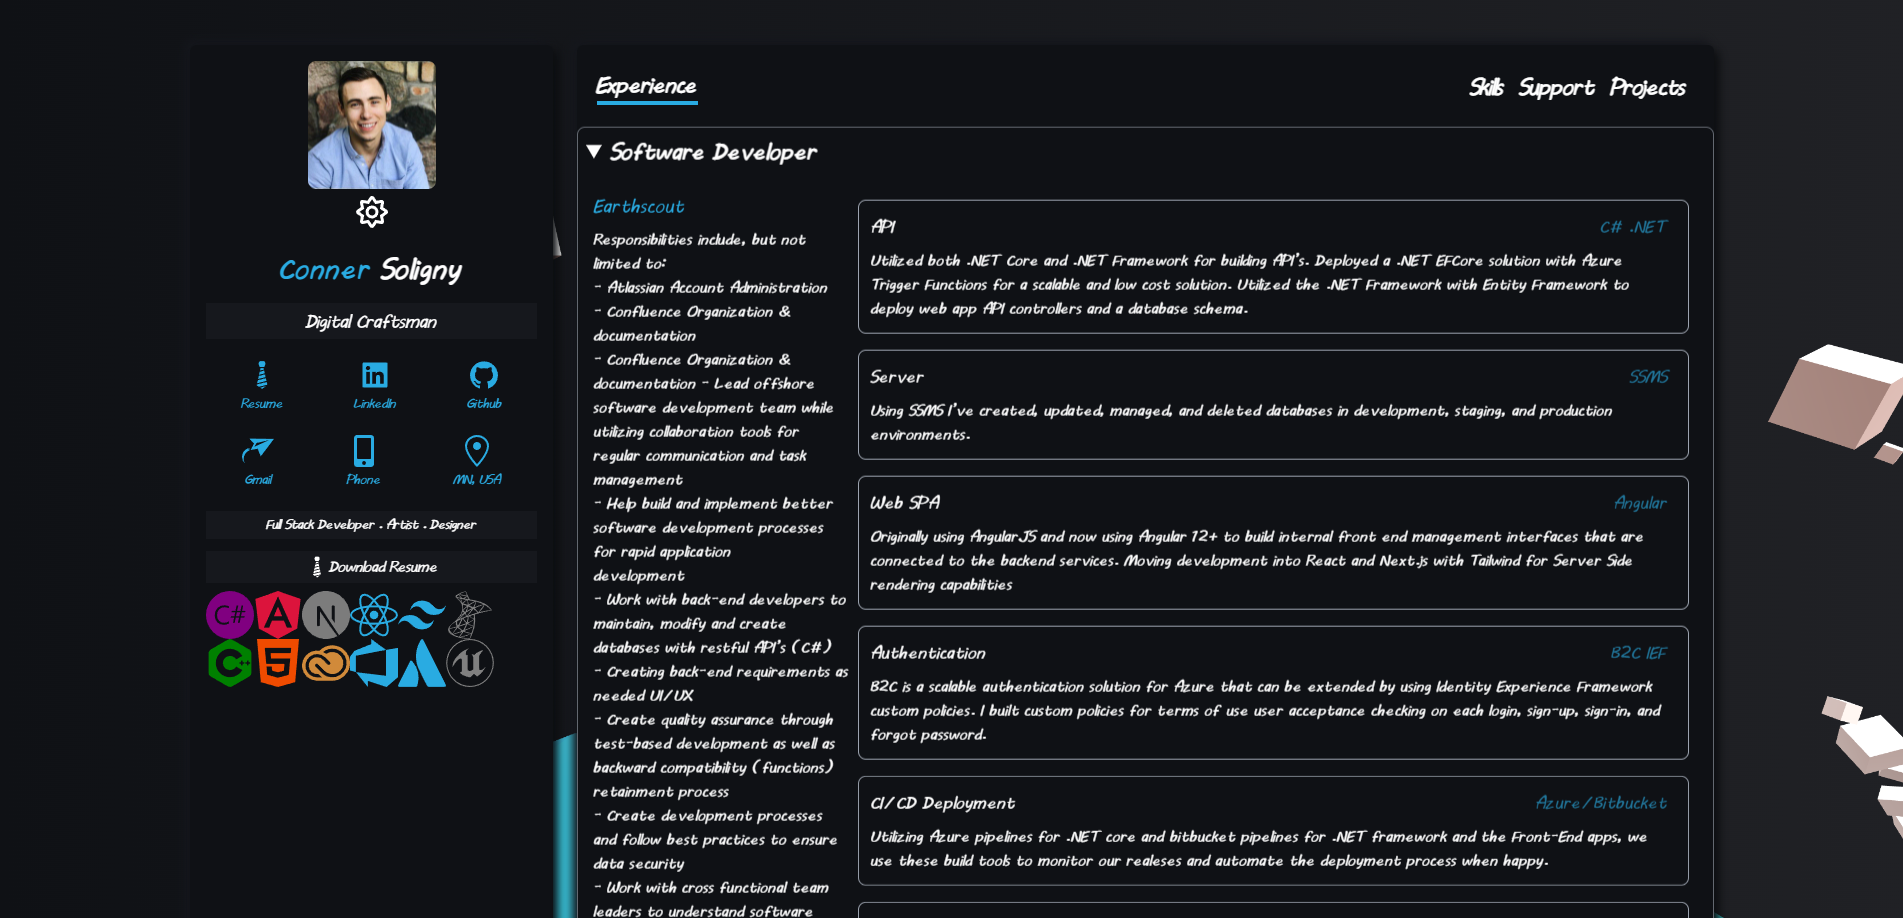 Experience
Skills Support Projects
Conner Soligny
Digital Craftsman
Resume
LinkedIn
Github
Gmail
Phone
MN, USA
Full Stack Developer . Artist . Designer
Download Resume
C#
A
N
C++
5
u
Software Developer
Earthscout
Responsibilities include, but not
limited to:
- Atlassian Account Administration
- Confluence Organization &
documentation
- Confluence Organization &
documentation - Lead offshore
software development team while
utilizing collaboration tools for
regular communication and task
management
- Help build and implement better
software development processes
for rapid application
development
- Work with back-end developers to
maintain, modify and create
databases with restful API's (C#)
- Creating back-end requirements as
needed UI/UX
- Create quality assurance through
test-based development as well as
backward compatibility (functions)
retainment process
- Create development processes
and follow best practices to ensure
data security
- Work with cross functional team
leaders to understand software
API
C# .NET
Utilized both .NET Core and .NET Framework for building API's. Deployed a .NET EFCore solution with Azure
Trigger Functions for a scalable and low cost solution. Utilized the .NET Framework with Entity Framework to
deploy web app API controllers and a database schema.
Server
SSMS
Using SSMS I've created, updated, managed, and deleted databases in development, staging, and production
environments.
Web SPA
Angular
Originally using AngularJS and now using Angular 12+ to build internal front end management interfaces that are
connected to the backend services. Moving development into React and Next.js with Tailwind for Server Side
rendering capabilities
Authentication
B2C IEF
B2C is a scalable authentication solution for Azure that can be extended by using Identity Experience Framework
custom policies. I built custom policies for terms of use user acceptance checking on each login, sign-up, sign-in, and
forgot password.
CI/CD Deployment
Azure/Bitbucket
Utilizing Azure pipelines for .NET core and bitbucket pipelines for .NET framework and the Front-End apps, we
use these build tools to monitor our realeses and automate the deployment process when happy.